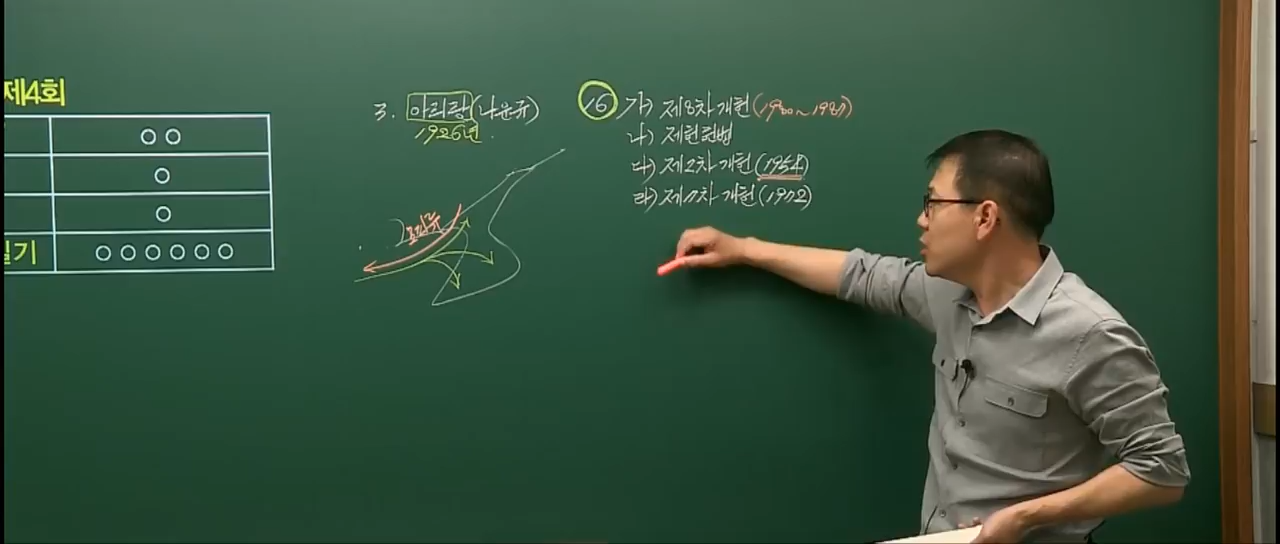 제4회
필기
3. 아리랑(나운규)
1926년.
16 가) 제8차 개헌(1980~1987)
나) 제헌헌법
다) 제2차 개헌(1954)
라) 제7차 개헌(1972)